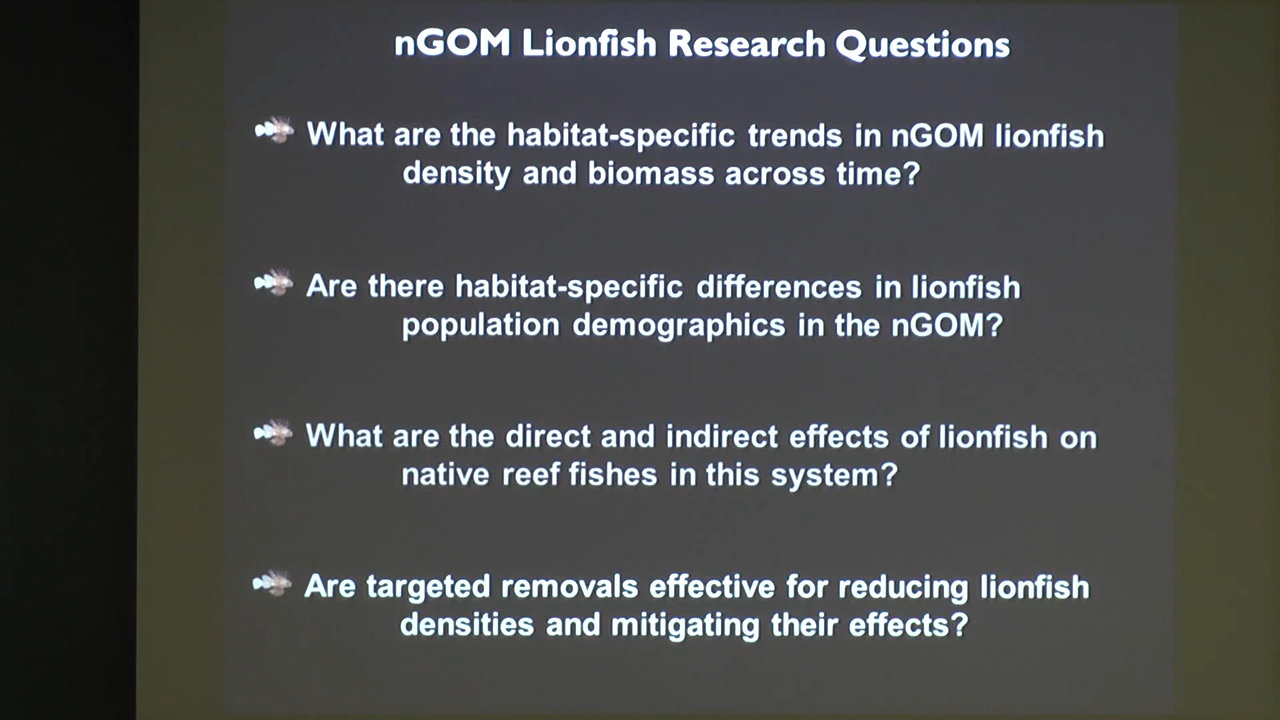 nGOM Lionfish Research Questions
What are the habitat-specific trends in nGOM lionfish
density and biomass across time?
Are there habitat-specific differences in lionfish
population demographics in the nGOM?
What are the direct and indirect effects of lionfish on
native reef fishes in this system?
Are targeted removals effective for reducing lionfish
densities and mitigating their effects?